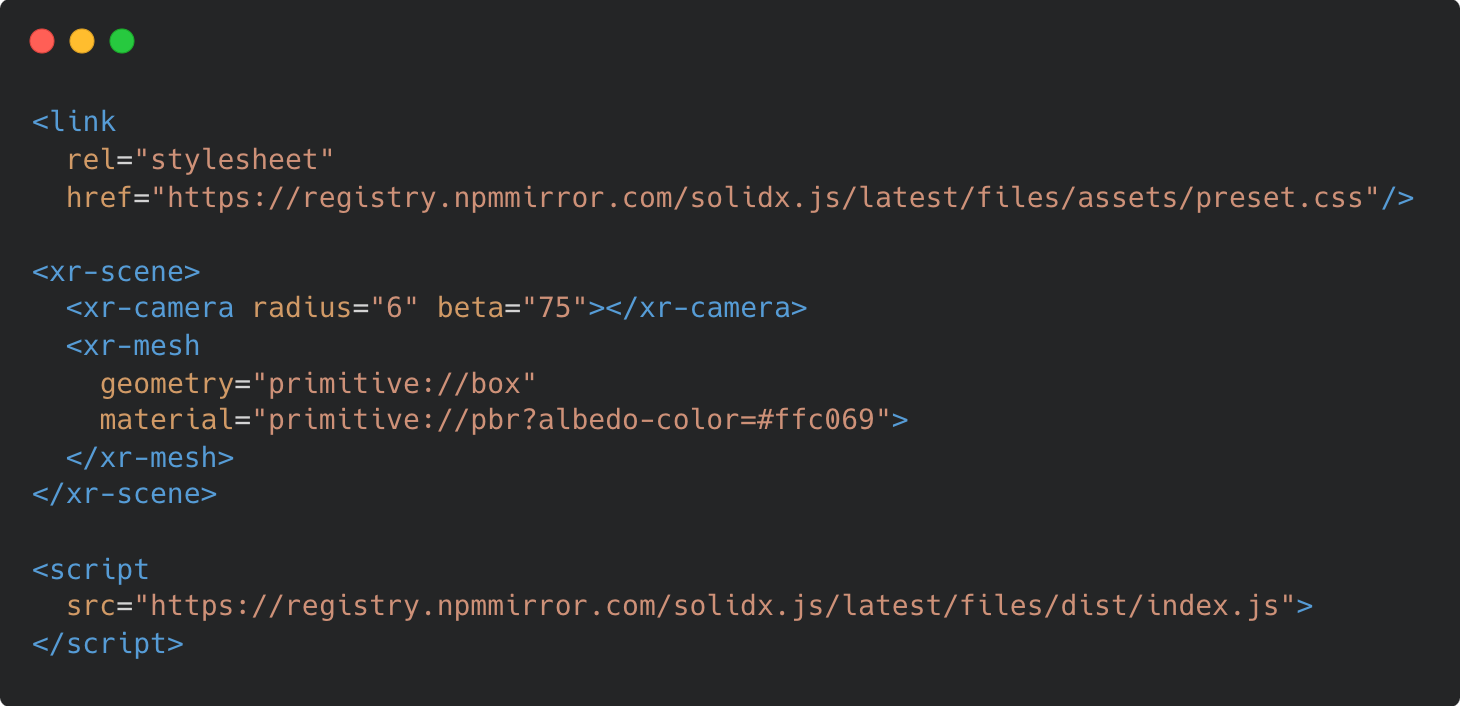 <link
  rel="stylesheet"
  href="https://registry.npmmirror.com/solidx.js/latest/files/assets/preset.css"/>

<xr-scene>
  <xr-camera radius="6" beta="75"></xr-camera>
  <xr-mesh
    geometry="primitive://box"
    material="primitive://pbr?albedo-color=#ffc069">
  </xr-mesh>
</xr-scene>

<script
  src="https://registry.npmmirror.com/solidx.js/latest/files/dist/index.js">
</script>